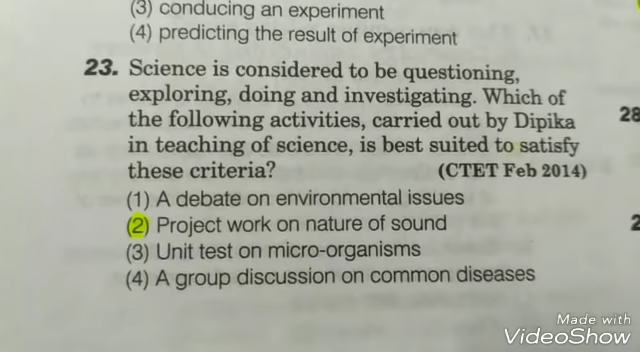 (3) conducing an experiment
(4) predicting the result of experiment
23. Science is considered to be questioning,
exploring, doing and investigating. Which of
the following activities, carried out by Dipika
in teaching of science, is best suited to satisfy
these criteria? (CTET Feb 2014)
(1) A debate on environmental issues
(2) Project work on nature of sound
(3) Unit test on micro-organisms
(4) A group discussion on common diseases
28
2
Made with
VideoShow